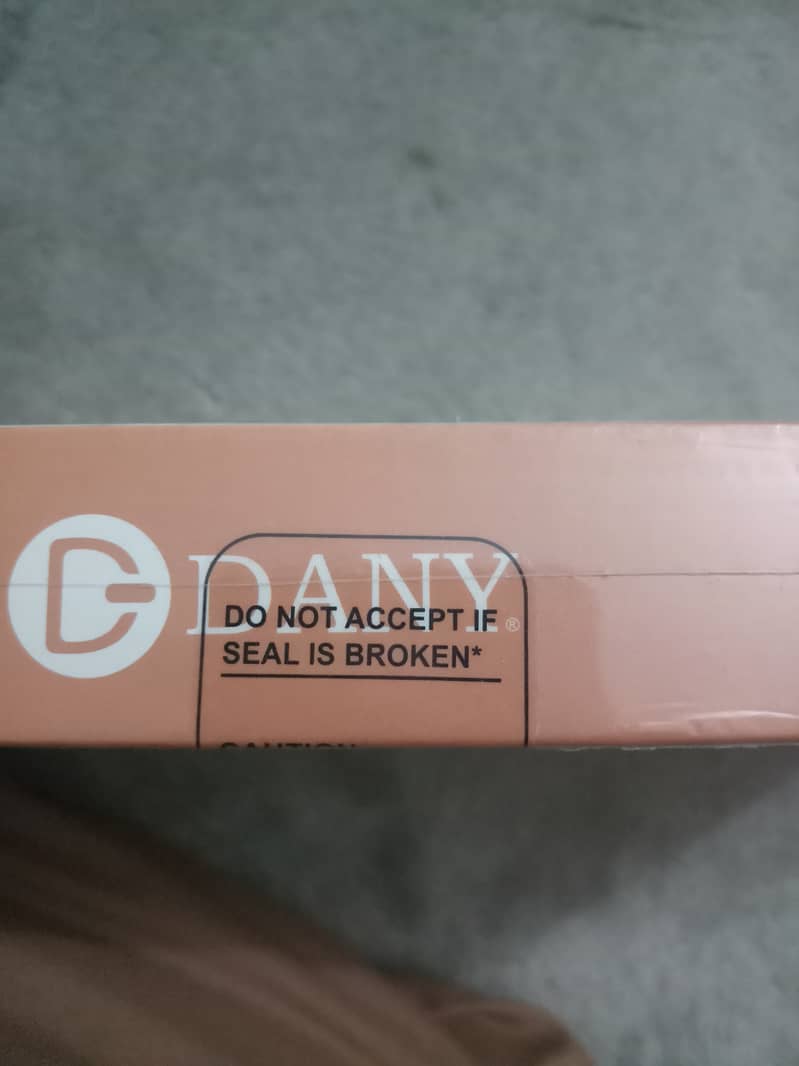 DANY®
DO NOT ACCEPT IF
SEAL IS BROKEN*